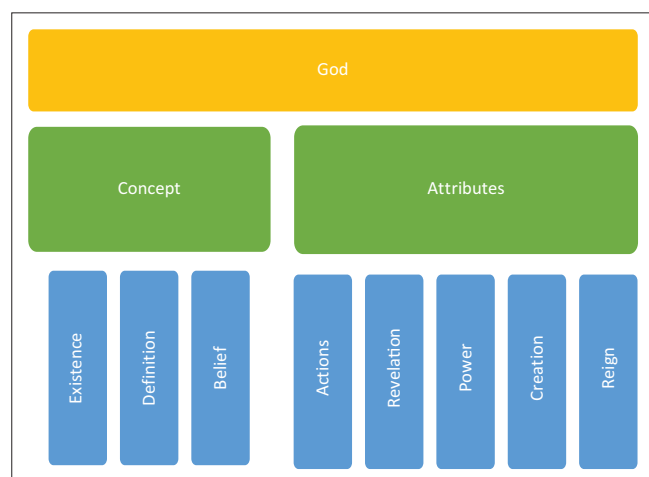 God
Concept
Attributes
Existence
Definition
Belief
Actions
Revelation
Power
Creation
Reign